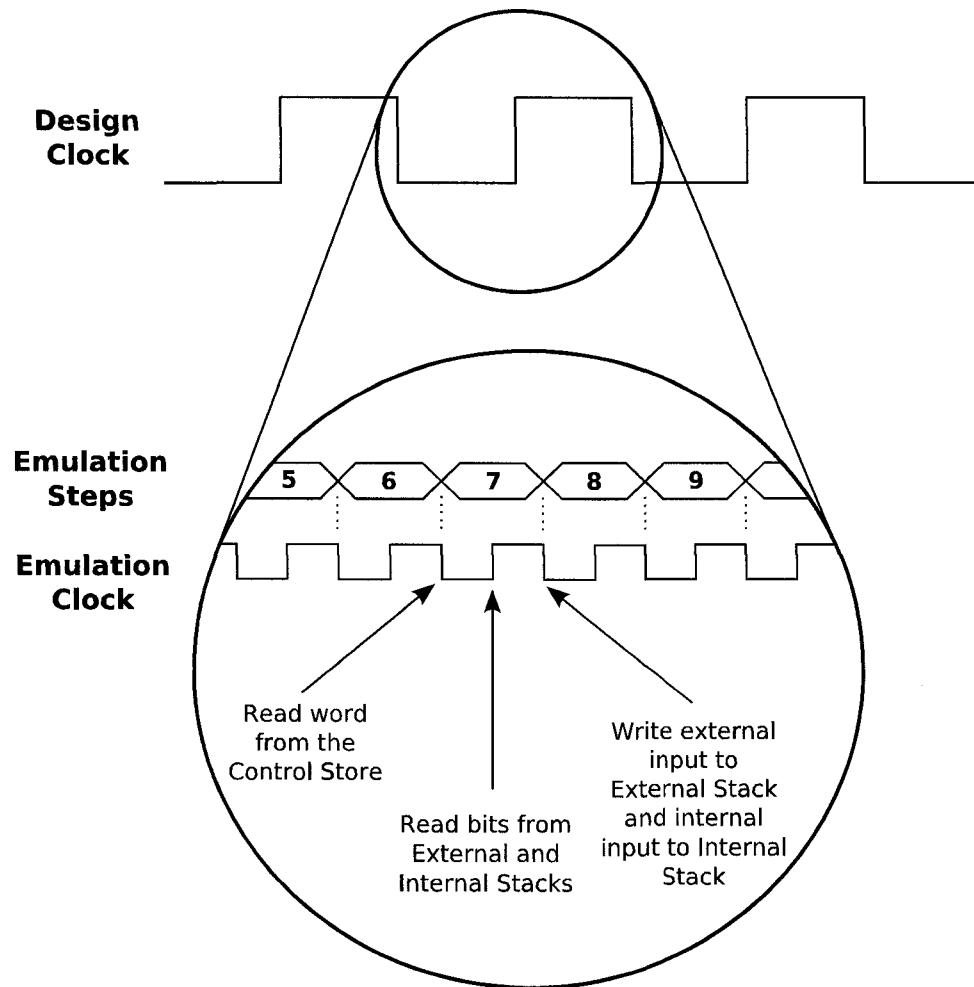 Design
Clock
Emulation
Steps
5 6 7 8 9
Emulation
Clock
Read word
from the
Control Store
Read bits from
External and
Internal Stacks
Write external
input to
External Stack
and internal
input to Internal
Stack